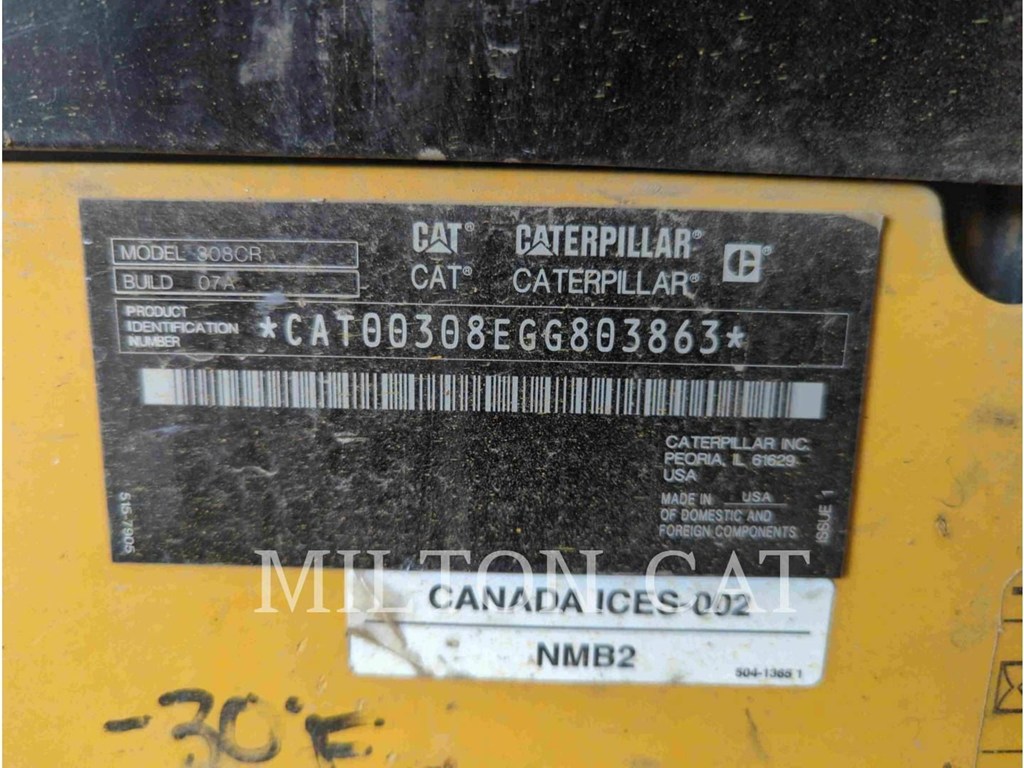 MODEL 308CR
BUILD 07A
CAT® CATERPILLAR®
CAT® CATERPILLAR®
PRODUCT
IDENTIFICATION
NUMBER
*CAT00308EGG803863*
CATERPILLAR INC.
PEORIA, IL 61629
USA
MADE IN USA
OF DOMESTIC AND
FOREIGN COMPONENTS
515-7905
ISSUE 1
MILTON CAT
CANADA ICES-002
NMB2
504-1365 1
-30°F